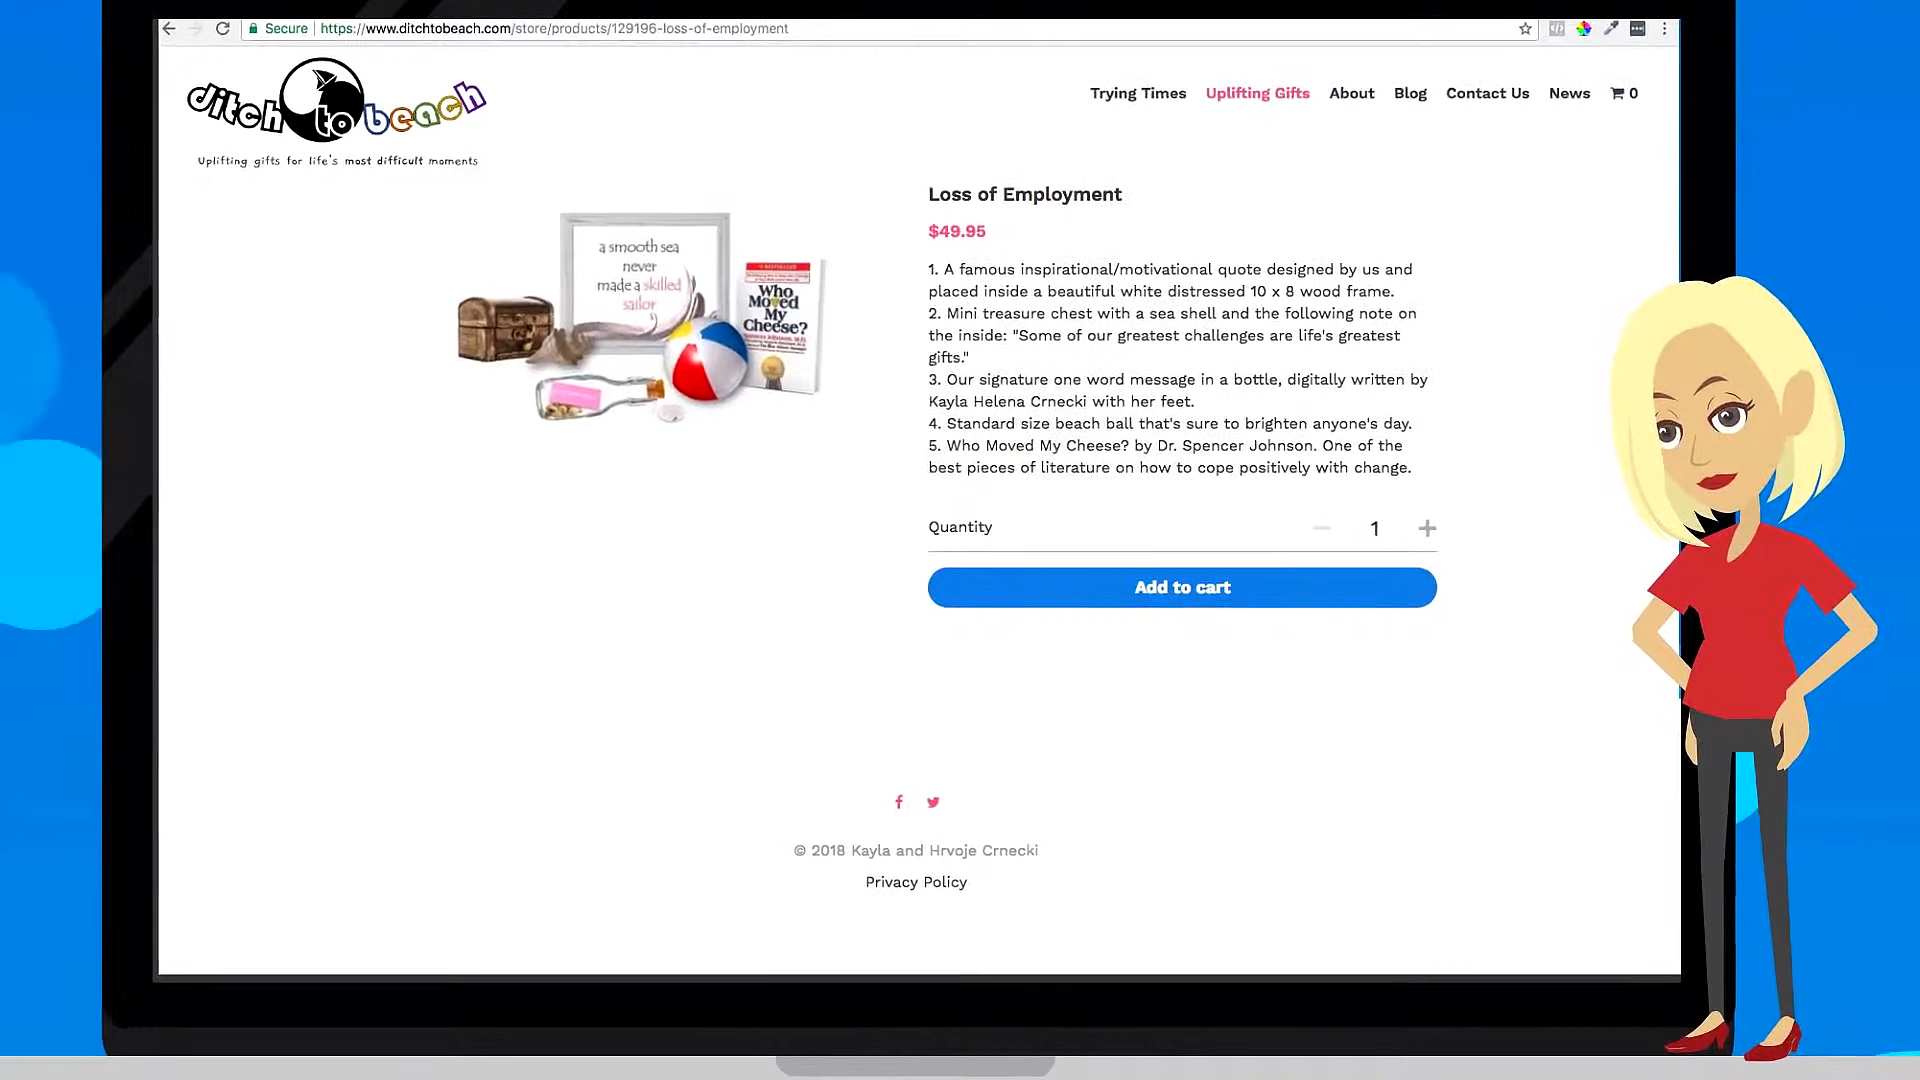 Secure | https://www.ditchtobeach.com/store/products/129196-loss-of-employment
ditch to beach
Uplifting gifts for life's most difficult moments
Trying Times Uplifting Gifts About Blog Contact Us News 0
a smooth sea
never
made a skilled
sailor
Who
Moved
My
Cheese?
Loss of Employment
$49.95
1. A famous inspirational/motivational quote designed by us and
placed inside a beautiful white distressed 10 x 8 wood frame.
2. Mini treasure chest with a sea shell and the following note on
the inside: "Some of our greatest challenges are life's greatest
gifts."
3. Our signature one word message in a bottle, digitally written by
Kayla Helena Crnecki with her feet.
4. Standard size beach ball that's sure to brighten anyone's day.
5. Who Moved My Cheese? by Dr. Spencer Johnson. One of the
best pieces of literature on how to cope positively with change.
Quantity 1
Add to cart
© 2018 Kayla and Hrvoje Crnecki
Privacy Policy